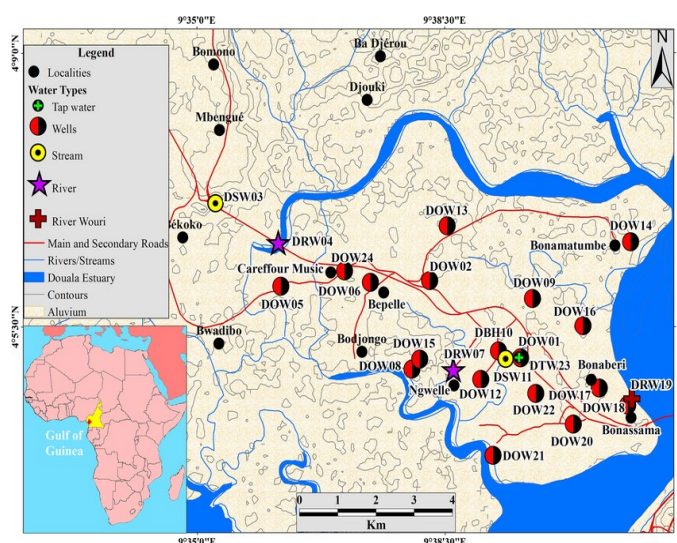 9°35'0"E
9°38'30"E
4°9'0"N
4°5'30"N
N
Legend
Localities
Water Types
Tap water
Wells
Stream
River
River Wouri
Main and Secondary Roads
Rivers/Streams
Douala Estuary
Contours
Aluvium
Bomono
Ba Djérou
Djouki
Mbengué
DSW03
DOW13
DOW14
DRW04
Bonamatumbe
DOW24
Careffour Music
DOW02
DOW06
DOW09
DOW05
Bepelle
DOW16
Bwadibo
Bodjongo
DOW15
DBH10
DOW01
DRW07
DTW23
Bonaberi
DOW08
DSW11
DRW19
Ngwelle
DOW12
DOW17
DOW22
DOW18
Bonassama
DOW20
DOW21
Gulf of
Guinea
0 1 2 3 4
Km
9°35'0"E
9°38'30"E